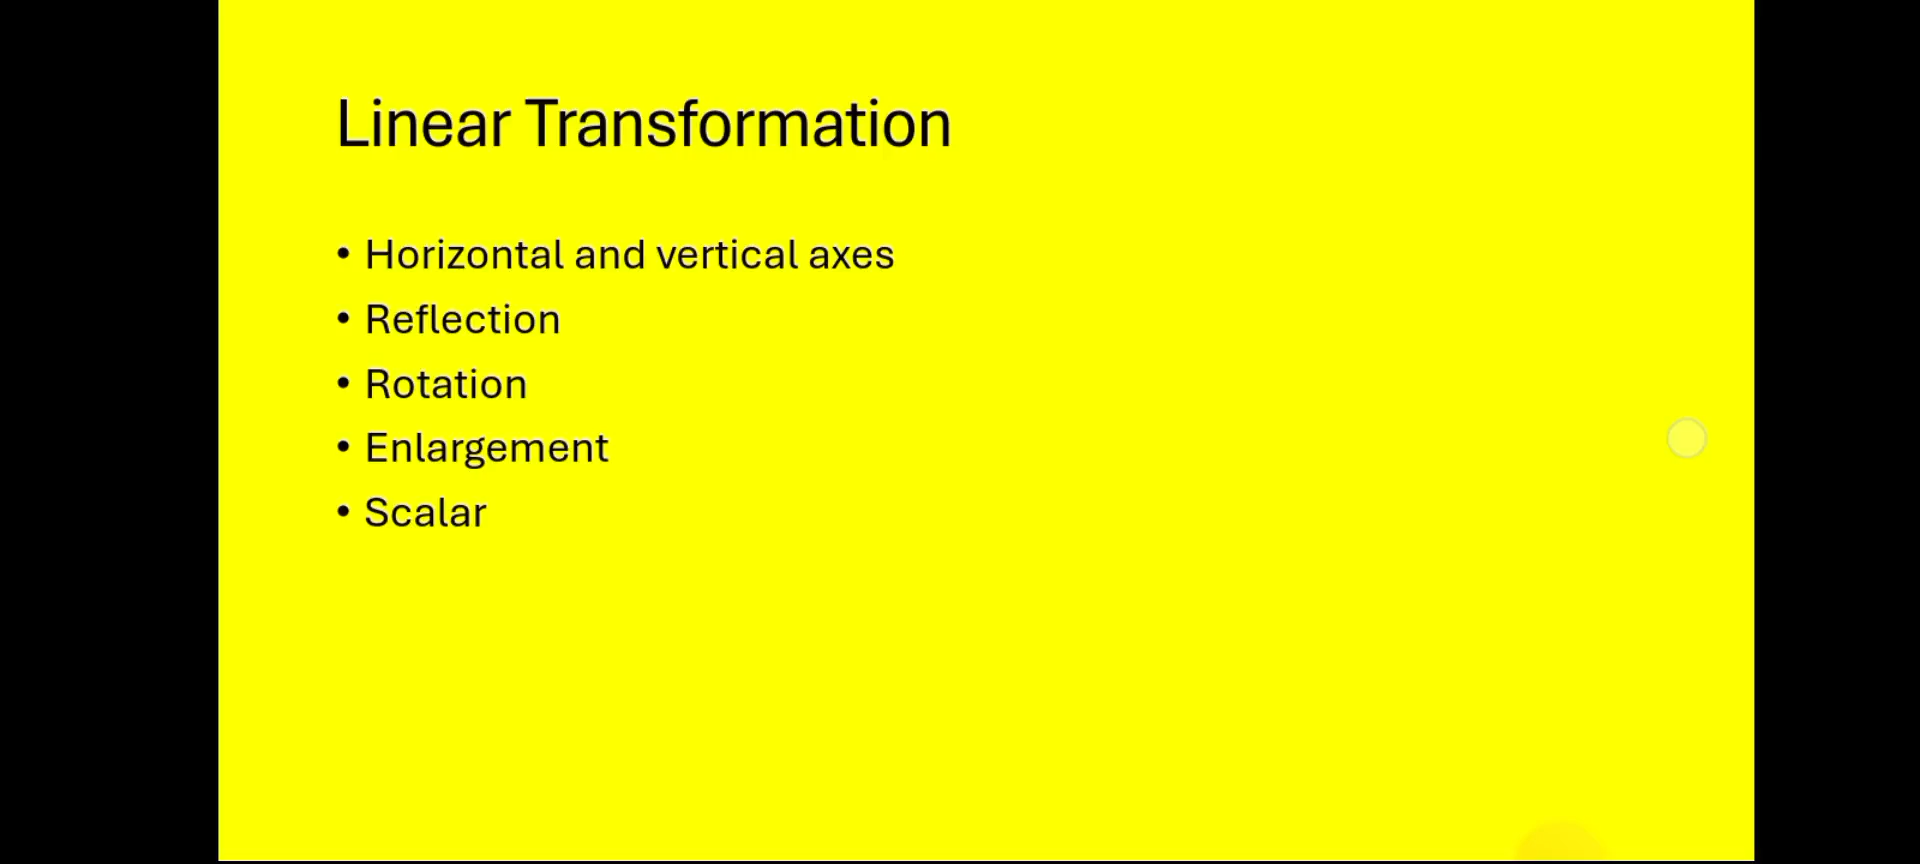 Linear Transformation
• Horizontal and vertical axes
• Reflection
• Rotation
• Enlargement
• Scalar